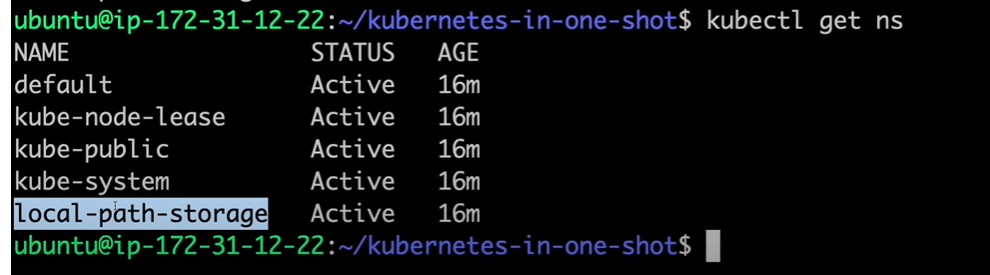 ubuntu@ip-172-31-12-22:~/kubernetes-in-one-shot$ kubectl get ns
NAME STATUS AGE
default Active 16m
kube-node-lease Active 16m
kube-public Active 16m
kube-system Active 16m
local-path-storage Active 16m
ubuntu@ip-172-31-12-22:~/kubernetes-in-one-shot$